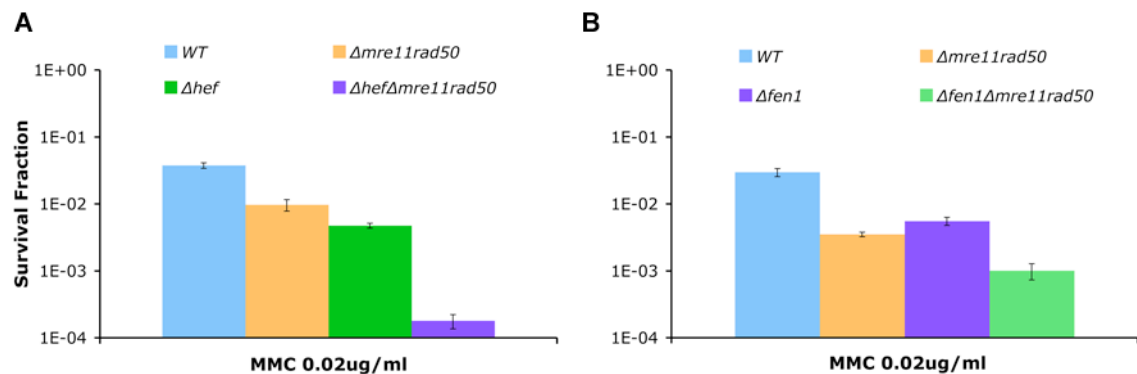 A
WT
Δmre11rad50
Δhef
ΔhefΔmre11rad50
1E+00
1E-01
1E-02
1E-03
1E-04
Survival Fraction
MMC 0.02ug/ml
B
WT
Δmre11rad50
Δfen1
Δfen1Δmre11rad50
1E+00
1E-01
1E-02
1E-03
1E-04
MMC 0.02ug/ml